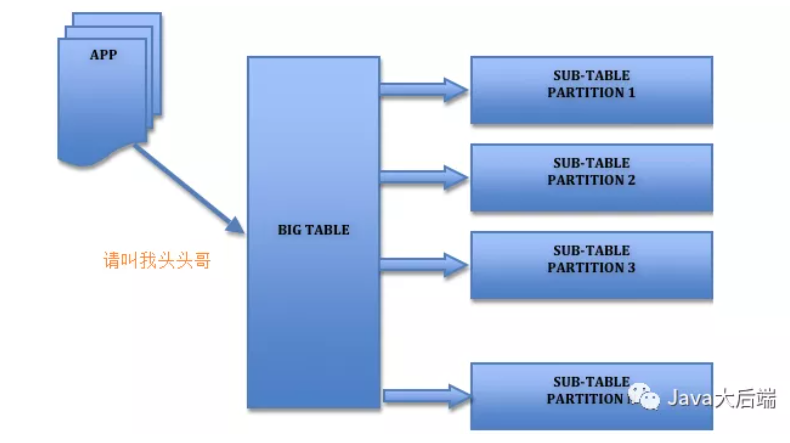 APP
BIG TABLE
请叫我头头哥
SUB-TABLE
PARTITION 1
SUB-TABLE
PARTITION 2
SUB-TABLE
PARTITION 3
SUB-TABLE
PARTITION
Java大后端